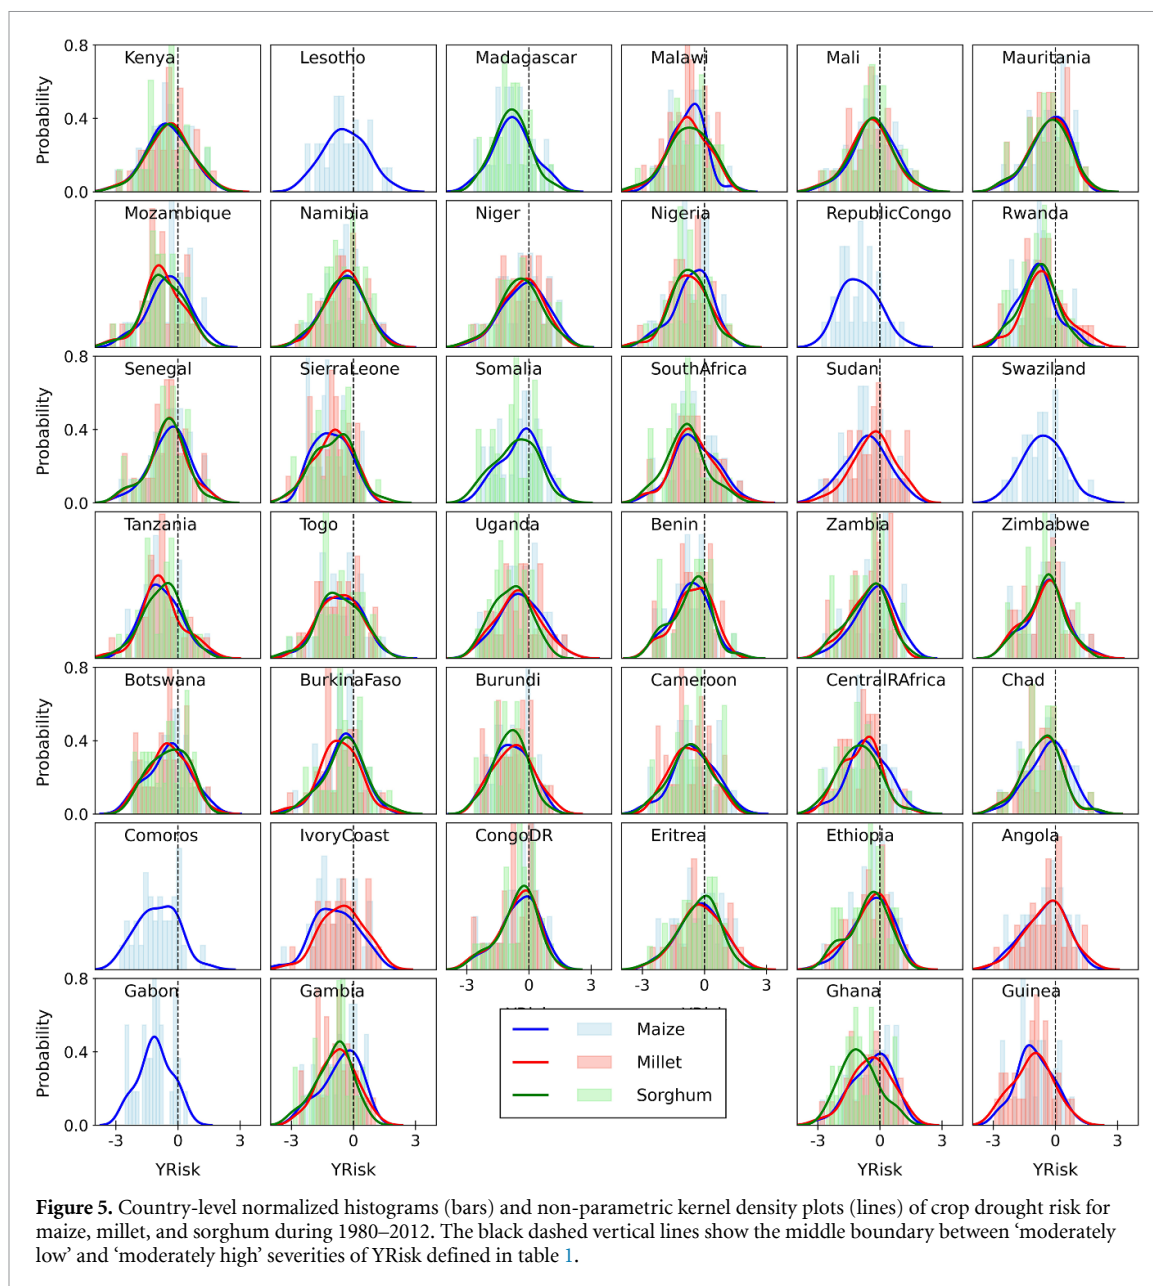 0.8
Kenya
Lesotho
Madagascar
Malawi
Mali
Mauritania
Probability
0.4
0.0
Mozambique
Namibia
Niger
Nigeria
RepublicCongo
Rwanda
0.8
Senegal
SierraLeone
Somalia
SouthAfrica
Sudan
Swaziland
Probability
0.4
0.0
Tanzania
Togo
Uganda
Benin
Zambia
Zimbabwe
0.8
Botswana
BurkinaFaso
Burundi
Cameroon
CentralRAfrica
Chad
Probability
0.4
0.0
Comoros
IvoryCoast
CongoDR
Eritrea
Ethiopia
Angola
-3 0 3 -3 0 3
0.8
Gabon
Gambia
Ghana
Guinea
Probability
0.4
0.0
Maize
Millet
Sorghum
-3 0 3 -3 0 3 -3 0 3 -3 0 3
YRisk YRisk YRisk YRisk
Figure 5. Country-level normalized histograms (bars) and non-parametric kernel density plots (lines) of crop drought risk for
maize, millet, and sorghum during 1980–2012. The black dashed vertical lines show the middle boundary between ‘moderately
low’ and ‘moderately high’ severities of YRisk defined in table 1.